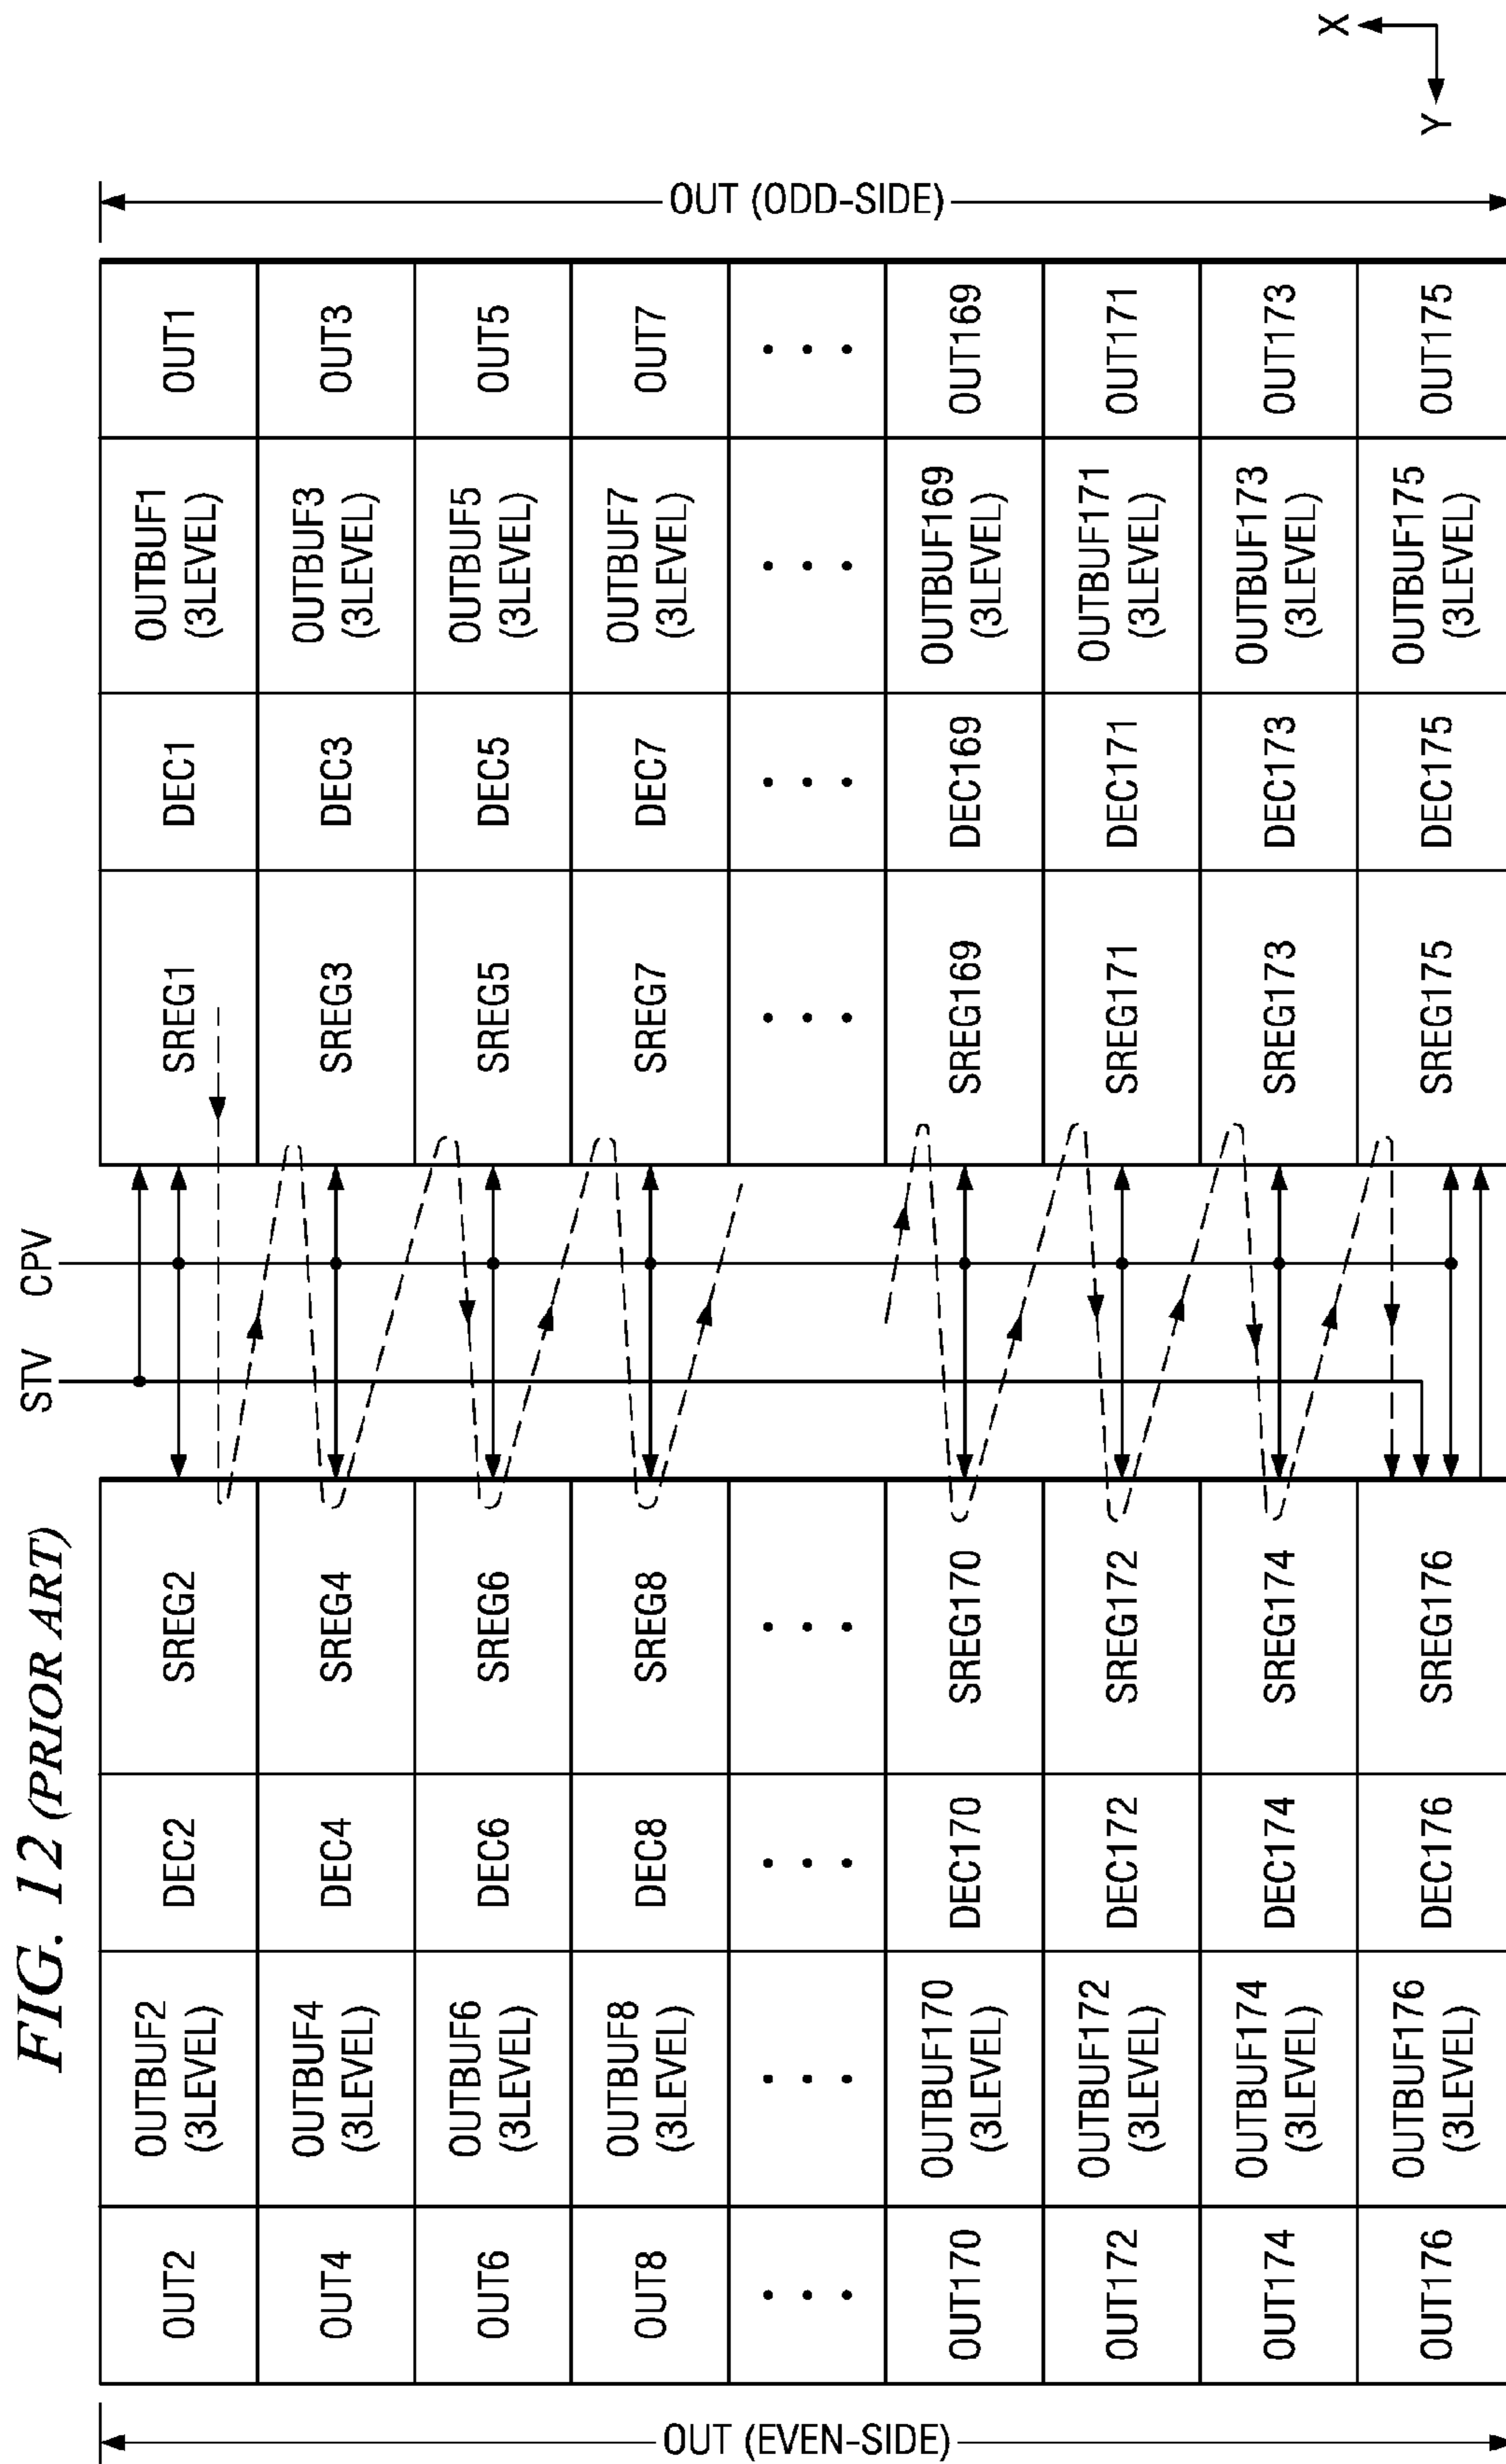 FIG. 12 (PRIOR ART)
STV
CPV
OUT2
OUTBUF2
(3LEVEL)
DEC2
SREG2
SREG1
DEC1
OUTBUF1
(3LEVEL)
OUT1
OUT4
OUTBUF4
(3LEVEL)
DEC4
SREG4
SREG3
DEC3
OUTBUF3
(3LEVEL)
OUT3
OUT6
OUTBUF6
(3LEVEL)
DEC6
SREG6
SREG5
DEC5
OUTBUF5
(3LEVEL)
OUT5
OUT (EVEN-SIDE)
OUT (ODD-SIDE)
OUT8
OUTBUF8
(3LEVEL)
DEC8
SREG8
SREG7
DEC7
OUTBUF7
(3LEVEL)
OUT7
OUT170
OUTBUF170
(3LEVEL)
DEC170
SREG170
SREG169
DEC169
OUTBUF169
(3LEVEL)
OUT169
OUT172
OUTBUF172
(3LEVEL)
DEC172
SREG172
SREG171
DEC171
OUTBUF171
(3LEVEL)
OUT171
OUT174
OUTBUF174
(3LEVEL)
DEC174
SREG174
SREG173
DEC173
OUTBUF173
(3LEVEL)
OUT173
OUT176
OUTBUF176
(3LEVEL)
DEC176
SREG176
SREG175
DEC175
OUTBUF175
(3LEVEL)
OUT175
X
Y